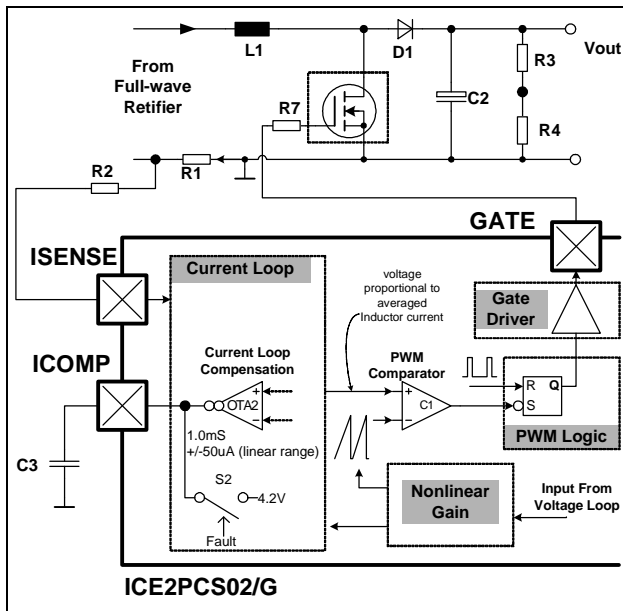 L1
D1
Vout
From
Full-wave
Retifier
R3
R7
C2
R4
R2
R1
GATE
ISENSE
Current Loop
voltage
proportional to
averaged
Inductor current
Gate
Driver
ICOMP
Current Loop
Compensation
PWM
Comparator
+
OTA2
−
+
C1
−
R
Q
S
PWM Logic
1.0mS
+/-50uA (linear range)
C3
S2
4.2V
Fault
Nonlinear
Gain
Input From
Voltage Loop
ICE2PCS02/G